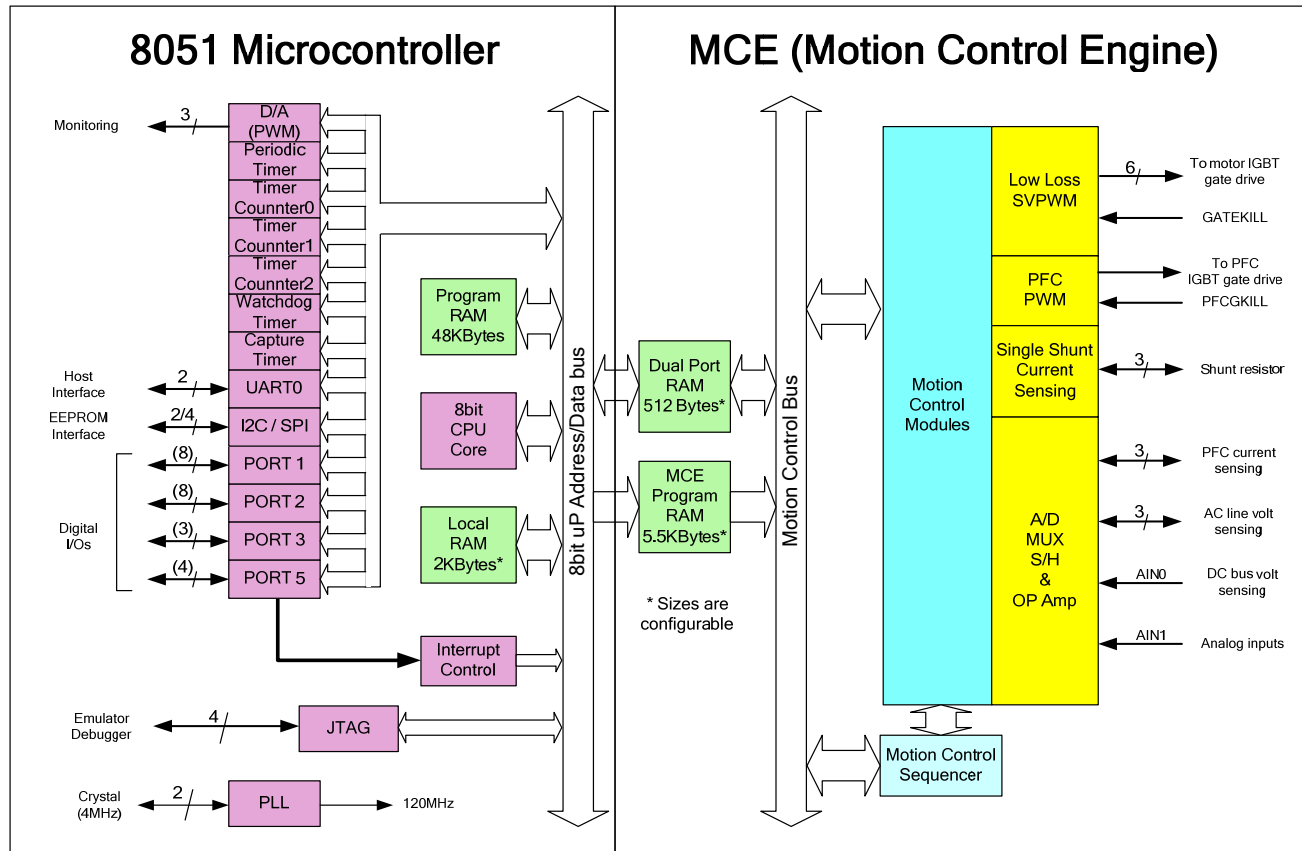 8051 Microcontroller
MCE (Motion Control Engine)
Monitoring
3
D/A
(PWM)
Periodic
Timer
Timer
Counnter0
Timer
Counnter1
Timer
Counnter2
Watchdog
Timer
Capture
Timer
Host
Interface
2
UART0
EEPROM
Interface
2/4
I2C / SPI
Digital
I/Os
(8)
PORT 1
(8)
PORT 2
(3)
PORT 3
(4)
PORT 5
Program
RAM
48KBytes
8bit
CPU
Core
Local
RAM
2KBytes*
Interrupt
Control
Emulator
Debugger
4
JTAG
Crystal
(4MHz)
2
PLL
120MHz
8bit uP Address/Data bus
Dual Port
RAM
512 Bytes*
MCE
Program
RAM
5.5KBytes*
* Sizes are
configurable
Motion Control Bus
Motion
Control
Modules
Motion Control
Sequencer
Low Loss
SVPWM
6
To motor IGBT
gate drive
GATEKILL
PFC
PWM
To PFC
IGBT gate drive
PFCGKILL
Single Shunt
Current
Sensing
3
Shunt resistor
A/D
MUX
S/H
&
OP Amp
3
PFC current
sensing
3
AC line volt
sensing
AIN0
DC bus volt
sensing
AIN1
Analog inputs